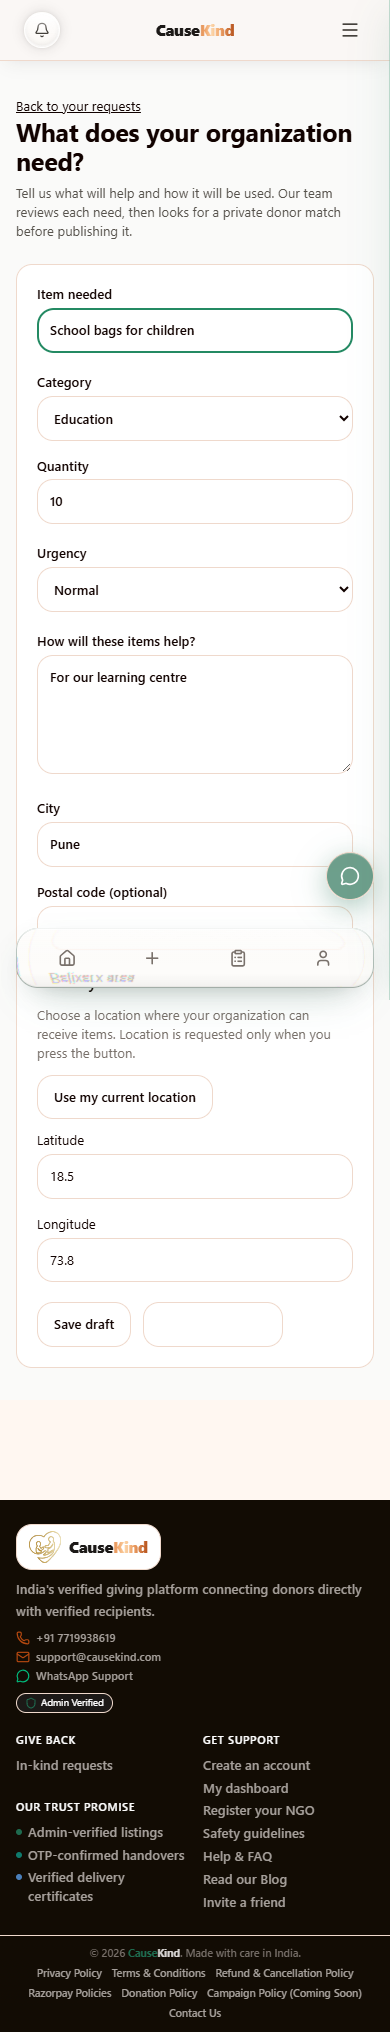 CauseKind
Back to your requests
What does your organization
need?
Tell us what will help and how it will be used. Our team
reviews each need, then looks for a private donor match
before publishing it.
Item needed
School bags for children
Category
Education
Quantity
10
Urgency
Normal
How will these items help?
For our learning centre
City
Pune
Postal code (optional)
Delivery area
Choose a location where your organization can
receive items. Location is requested only when you
press the button.
Use my current location
Latitude
18.5
Longitude
73.8
Save draft
CauseKind
India's verified giving platform connecting donors directly
with verified recipients.
+91 7719938619
support@causekind.com
WhatsApp Support
Admin Verified
GIVE BACK
In-kind requests
OUR TRUST PROMISE
Admin-verified listings
OTP-confirmed handovers
Verified delivery
certificates
GET SUPPORT
Create an account
My dashboard
Register your NGO
Safety guidelines
Help & FAQ
Read our Blog
Invite a friend
© 2026 CauseKind. Made with care in India.
Privacy Policy Terms & Conditions Refund & Cancellation Policy
Razorpay Policies Donation Policy Campaign Policy (Coming Soon)
Contact Us